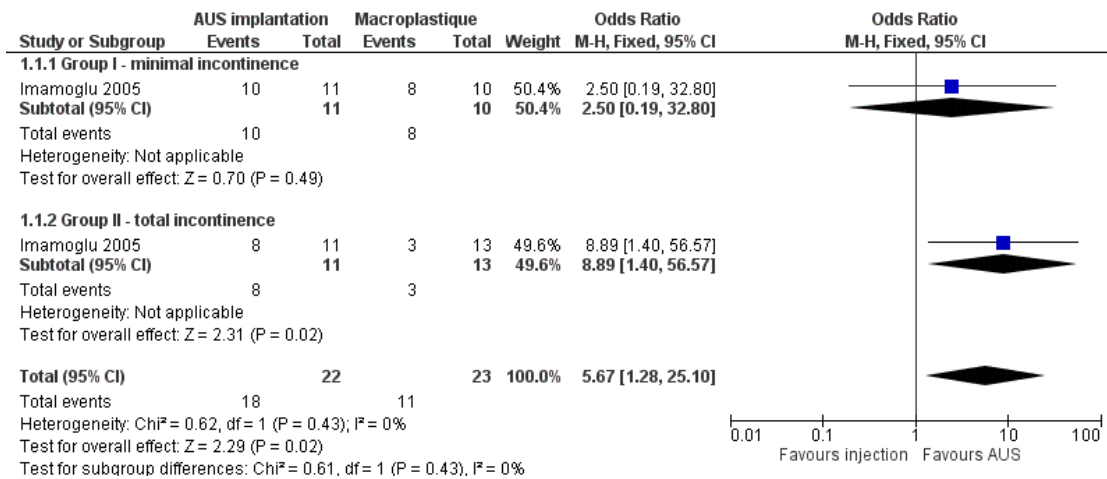 AUS implantation Macroplastique Odds Ratio Odds Ratio
Study or Subgroup Events Total Events Total Weight M-H, Fixed, 95% CI M-H, Fixed, 95% CI
1.1.1 Group I - minimal incontinence
Imamoglu 2005 10 11 8 10 50.4% 2.50 [0.19, 32.80]
Subtotal (95% CI) 11 10 50.4% 2.50 [0.19, 32.80]
Total events 10 8
Heterogeneity: Not applicable
Test for overall effect: Z = 0.70 (P = 0.49)
1.1.2 Group II - total incontinence
Imamoglu 2005 8 11 3 13 49.6% 8.89 [1.40, 56.57]
Subtotal (95% CI) 11 13 49.6% 8.89 [1.40, 56.57]
Total events 8 3
Heterogeneity: Not applicable
Test for overall effect: Z = 2.31 (P = 0.02)
Total (95% CI) 22 23 100.0% 5.67 [1.28, 25.10]
Total events 18 11
Heterogeneity: Chi² = 0.62, df = 1 (P = 0.43); I² = 0%
Test for overall effect: Z = 2.29 (P = 0.02)
Test for subgroup differences: Chi² = 0.61, df = 1 (P = 0.43), I² = 0%
0.01 0.1 1 10 100
Favours injection Favours AUS